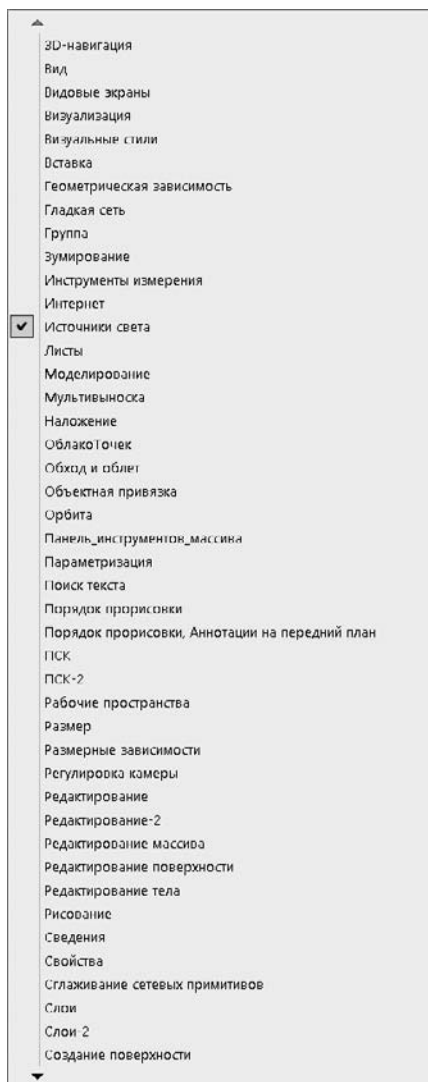 3D-навигация
Вид
Видовые экраны
Визуализация
Визуальные стили
Вставка
Геометрическая зависимость
Гладкая сеть
Группа
Зумирование
Инструменты измерения
Интернет
Источники света
Листы
Моделирование
Мультивыноска
Наложение
ОблакоТочек
Обход и облет
Объектная привязка
Орбита
Панель_инструментов_массива
Параметризация
Поиск текста
Порядок прорисовки
Порядок прорисовки, Аннотации на передний план
ПСК
ПСК-2
Рабочие пространства
Размер
Размерные зависимости
Регулировка камеры
Редактирование
Редактирование-2
Редактирование массива
Редактирование поверхности
Редактирование тела
Рисование
Сведения
Свойства
Сглаживание сетевых примитивов
Слои
Слои-2
Создание поверхности